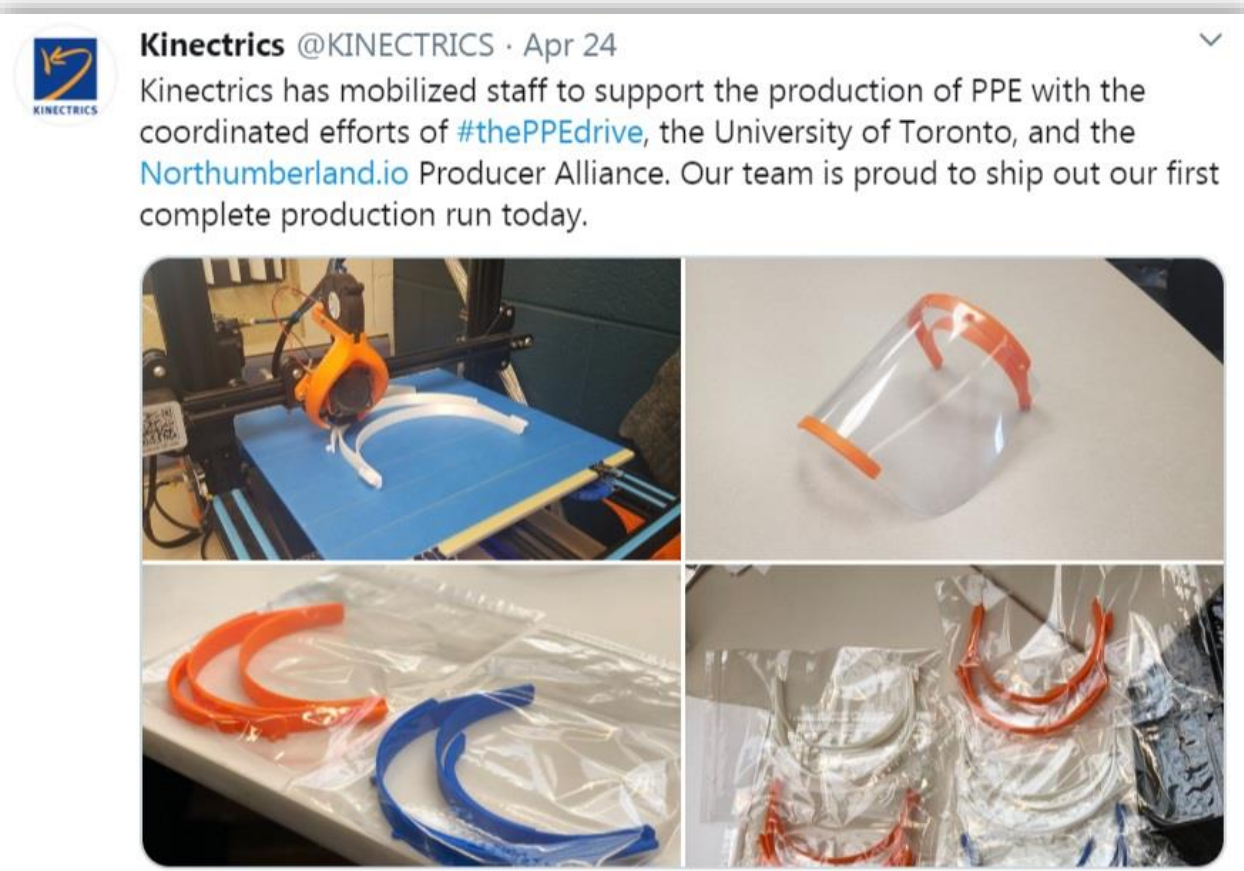 Kinectrics @KINECTRICS · Apr 24
Kinectrics has mobilized staff to support the production of PPE with the
coordinated efforts of #thePPEdrive, the University of Toronto, and the
Northumberland.io Producer Alliance. Our team is proud to ship out our first
complete production run today.
KINECTRICS